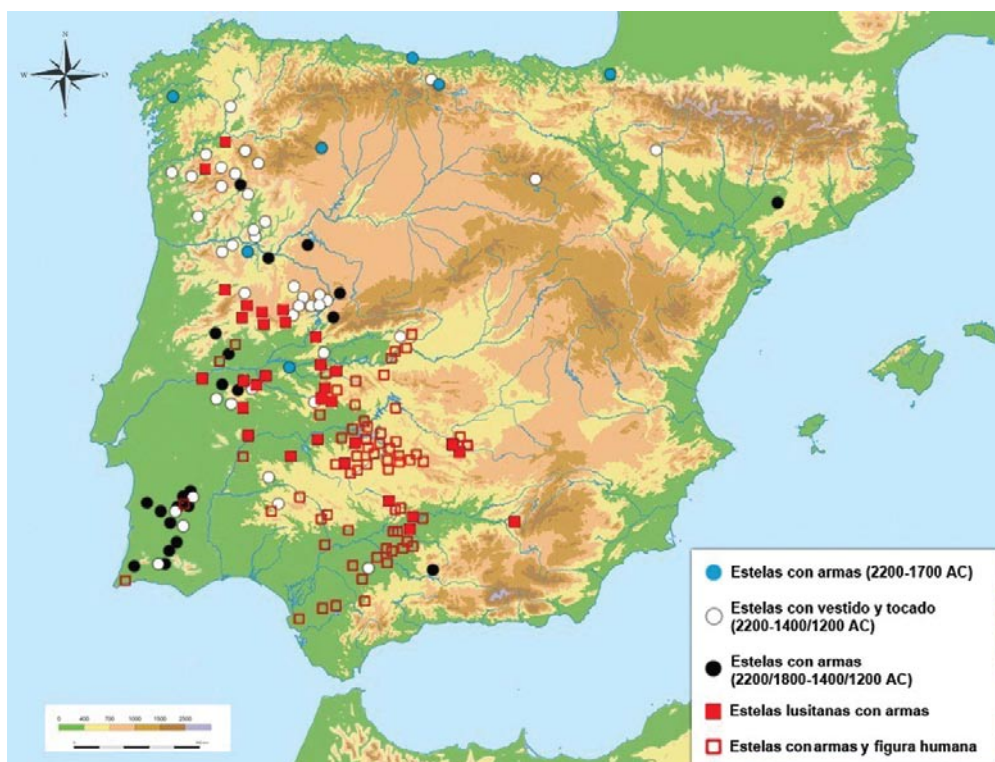 N
W
O
S
Estelas con armas (2200-1700 AC)
Estelas con vestido y tocado
(2200-1400/1200 AC)
Estelas con armas
(2200/1800-1400/1200 AC)
Estelas lusitanas con armas
Estelas con armas y figura humana
0 400 700 1000 1500 2500